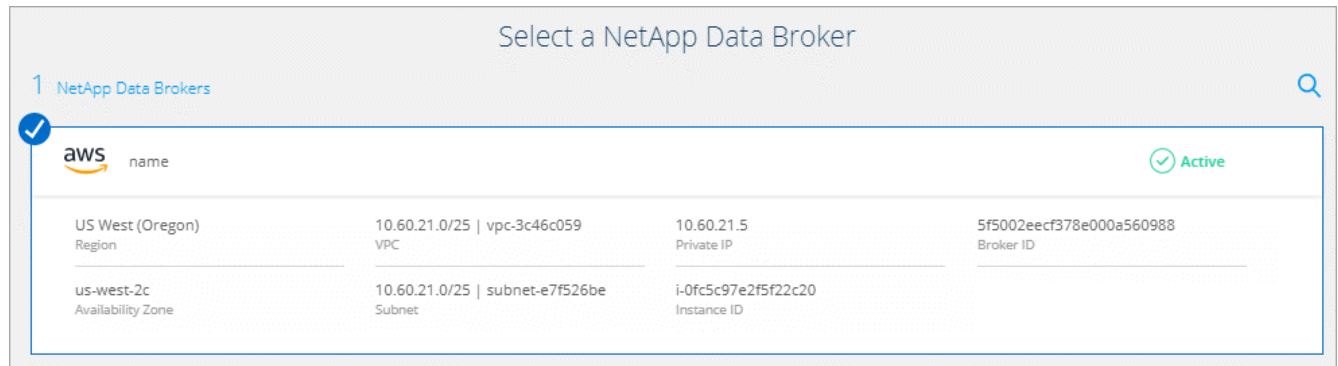 Select a NetApp Data Broker
1 NetApp Data Brokers
aws name Active
US West (Oregon) 10.60.21.0/25 | vpc-3c46c059 10.60.21.5 5f5002eecf378e000a560988
Region VPC Private IP Broker ID
us-west-2c 10.60.21.0/25 | subnet-e7f526be i-0fc5c97e2f5f22c20
Availability Zone Subnet Instance ID